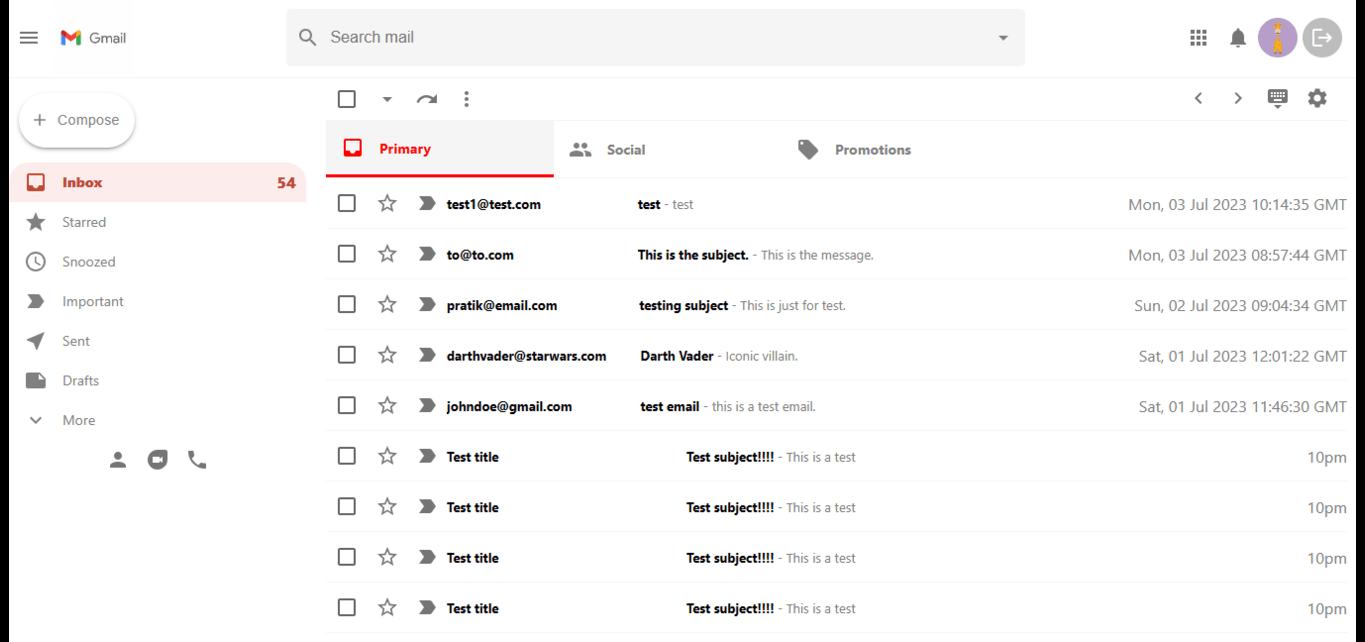 Gmail
Search mail
Compose
Inbox 54
Starred
Snoozed
Important
Sent
Drafts
More
Primary Social Promotions
test1@test.com test - test Mon, 03 Jul 2023 10:14:35 GMT
to@to.com This is the subject. - This is the message. Mon, 03 Jul 2023 08:57:44 GMT
pratik@email.com testing subject - This is just for test. Sun, 02 Jul 2023 09:04:34 GMT
darthvader@starwars.com Darth Vader - Iconic villain. Sat, 01 Jul 2023 12:01:22 GMT
johndoe@gmail.com test email - this is a test email. Sat, 01 Jul 2023 11:46:30 GMT
Test title Test subject!!!! - This is a test 10pm
Test title Test subject!!!! - This is a test 10pm
Test title Test subject!!!! - This is a test 10pm
Test title Test subject!!!! - This is a test 10pm